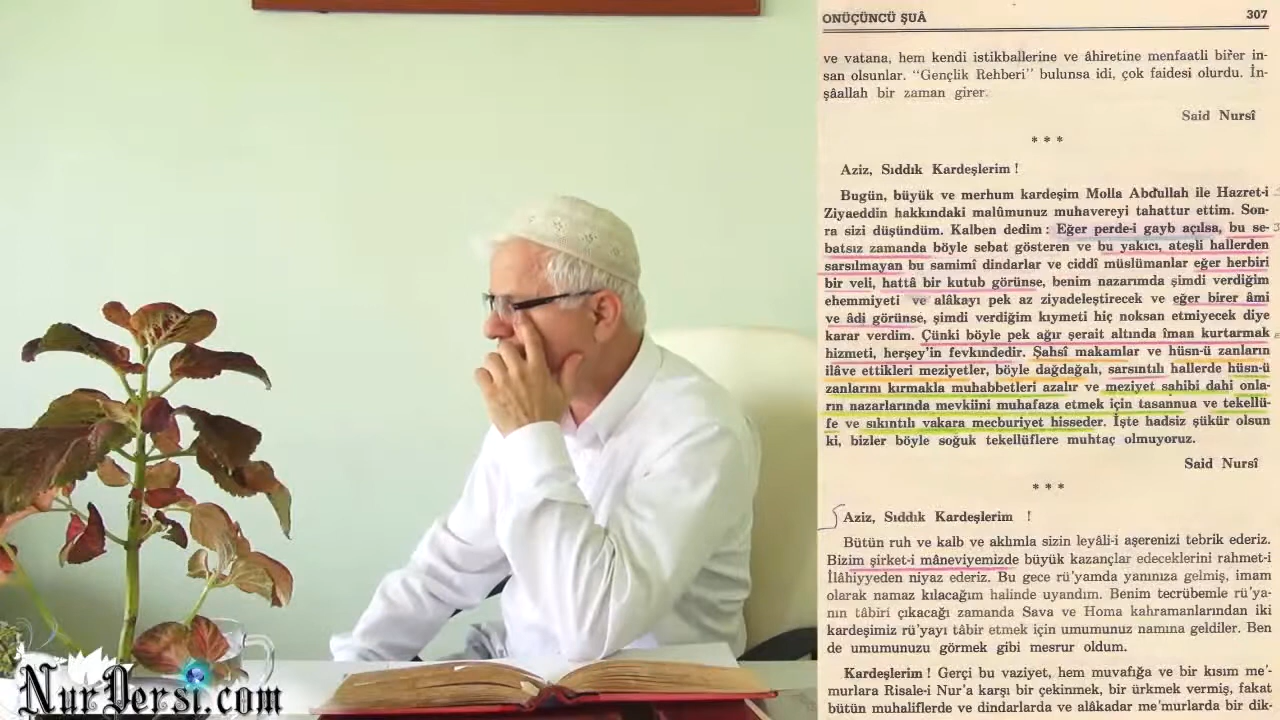 ONÜÇÜNCÜ ŞUÂ 307
ve vatana, hem kendi istikballerine ve âhiretine menfaatli birer in-
san olsunlar. "Gençlik Rehberi" bulunsa idi, çok faidesi olurdu. İn-
şâallah bir zaman girer.
Said Nursî
* * *
Aziz, Sıddık Kardeşlerim !
Bugün, büyük ve merhum kardeşim Molla Abdullah ile Hazret-i
Ziyaeddin hakkındaki malûmunuz muhavereyi tahattur ettim. Son-
ra sizi düşündüm. Kalben dedim : Eğer perde-i gayb açılsa, bu se-
batsız zamanda böyle sebat gösteren ve bu yakıcı, ateşli hallerden
sarsılmayan bu samimî dindarlar ve ciddî müslümanlar eğer herbiri
bir veli, hattâ bir kutub görünse, benim nazarımda şimdi verdiğim
ehemmiyeti ve alâkayı pek az ziyadeleştirecek ve eğer birer âmi
ve âdi görünse, şimdi verdiğim kıymeti hiç noksan etmiyecek diye
karar verdim. Çünki böyle pek ağır şerait altında îman kurtarmak
hizmeti, herşey'in fevkındedir. Şahsî makamlar ve hüsn-ü zanların
ilâve ettikleri meziyetler, böyle dağdağalı, sarsıntılı hallerde hüsn-ü
zanlarını kırmakla muhabbetleri azalır ve meziyet sahibi dahi onla-
rın nazarlarında mevkiini muhafaza etmek için tasannua ve tekellü-
fe ve sıkıntılı vakara mecburiyet hisseder. İşte hadsiz şükür olsun
ki, bizler böyle soğuk tekellüflere muhtaç olmuyoruz.
Said Nursî
* * *
Aziz, Sıddık Kardeşlerim !
Bütün ruh ve kalb ve aklımla sizin leyâli-i aşerenizi tebrik ederiz.
Bizim şirket-i mâneviyemizde büyük kazançlar edeceklerini rahmet-i
İlâhiyyeden niyaz ederiz. Bu gece rü'yamda yanınıza gelmiş, imam
olarak namaz kılacağım halinde uyandım. Benim tecrübemle rü'ya-
nın tâbiri çıkacağı zamanda Sava ve Homa kahramanlarından iki
kardeşimiz rü'yayı tâbir etmek için umumunuz namına geldiler. Ben
de umumunuzu görmek gibi mesrur oldum.
Kardeşlerim ! Gerçi bu vaziyet, hem muvafığa ve bir kısım me'-
murlara Risale-i Nur'a karşı bir çekinmek, bir ürkmek vermiş, fakat
bütün muhaliflerde ve dindarlarda ve alâkadar me'murlarda bir dik-
NurDersi.com